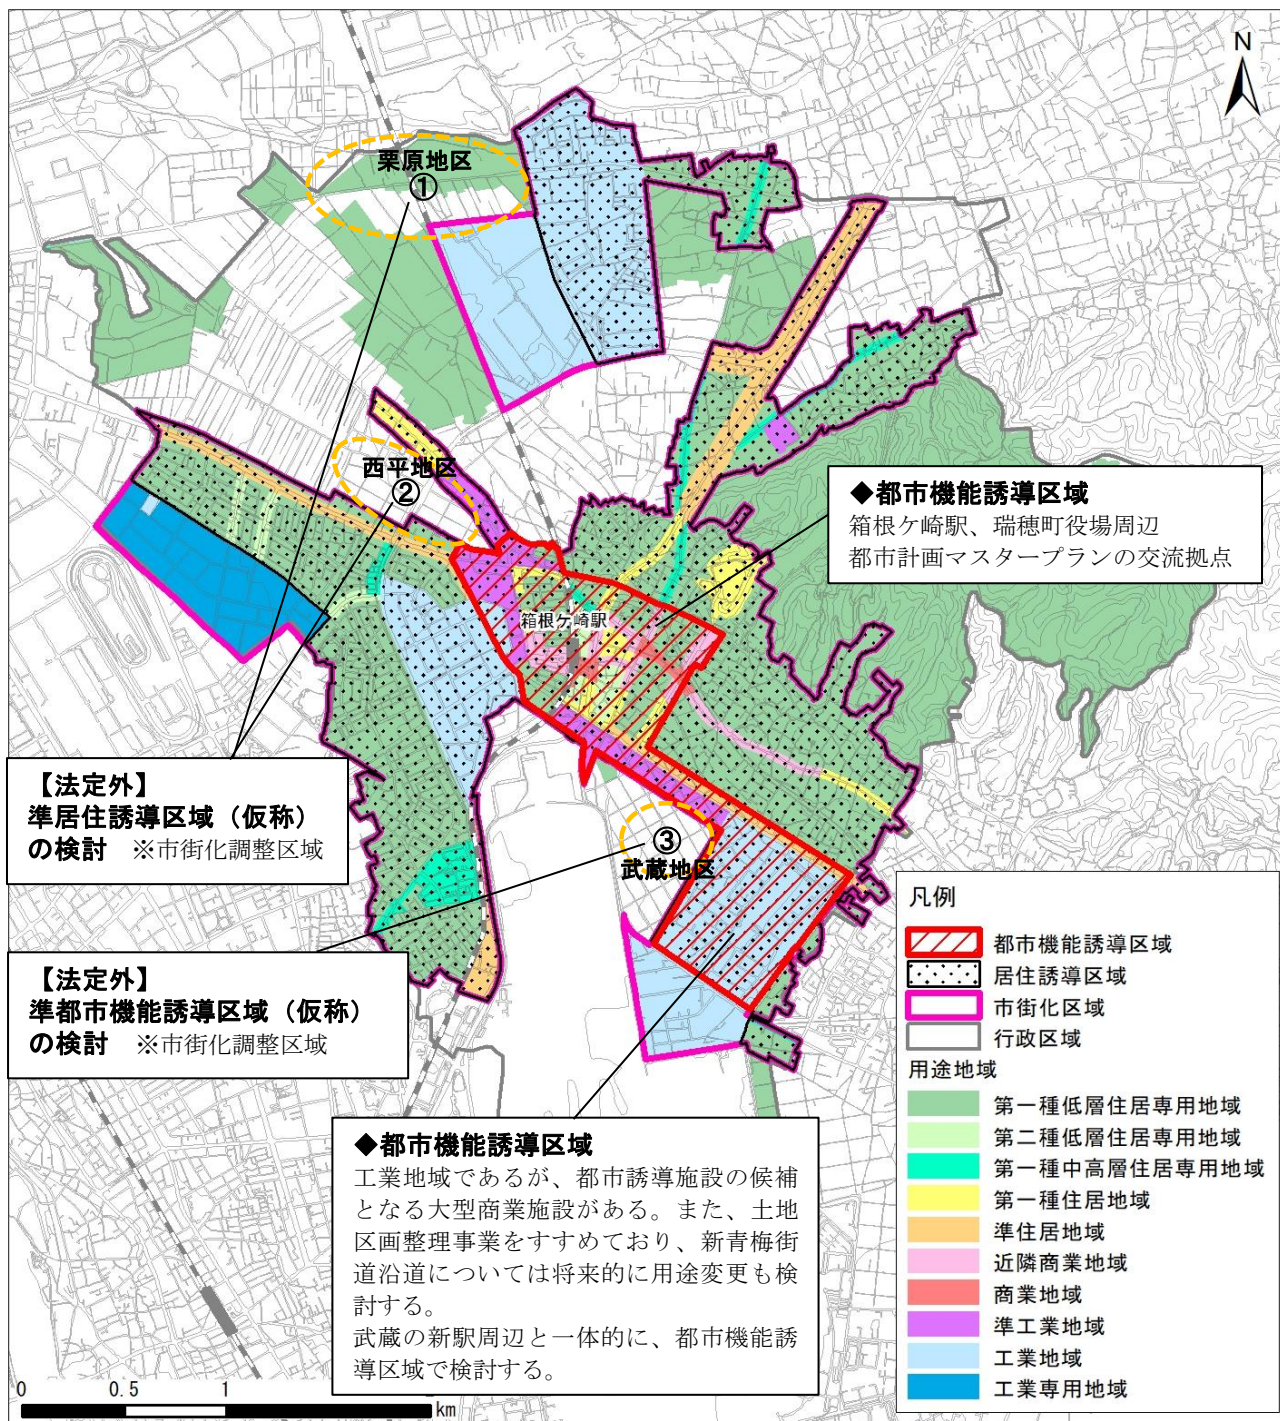 N
栗原地区
①
西平地区
②
◆都市機能誘導区域
箱根ケ崎駅、瑞穂町役場周辺
都市計画マスタープランの交流拠点
箱根ケ崎駅
【法定外】
準居住誘導区域（仮称）
の検討　※市街化調整区域
③
武蔵地区
【法定外】
準都市機能誘導区域（仮称）
の検討　※市街化調整区域
◆都市機能誘導区域
工業地域であるが、都市誘導施設の候補
となる大型商業施設がある。また、土地
区画整理事業をすすめており、新青梅街
道沿道については将来的に用途変更も検
討する。
武蔵の新駅周辺と一体的に、都市機能誘
導区域で検討する。
凡例
都市機能誘導区域
居住誘導区域
市街化区域
行政区域
用途地域
第一種低層住居専用地域
第二種低層住居専用地域
第一種中高層住居専用地域
第一種住居地域
準住居地域
近隣商業地域
商業地域
準工業地域
工業地域
工業専用地域
0 0.5 1
km